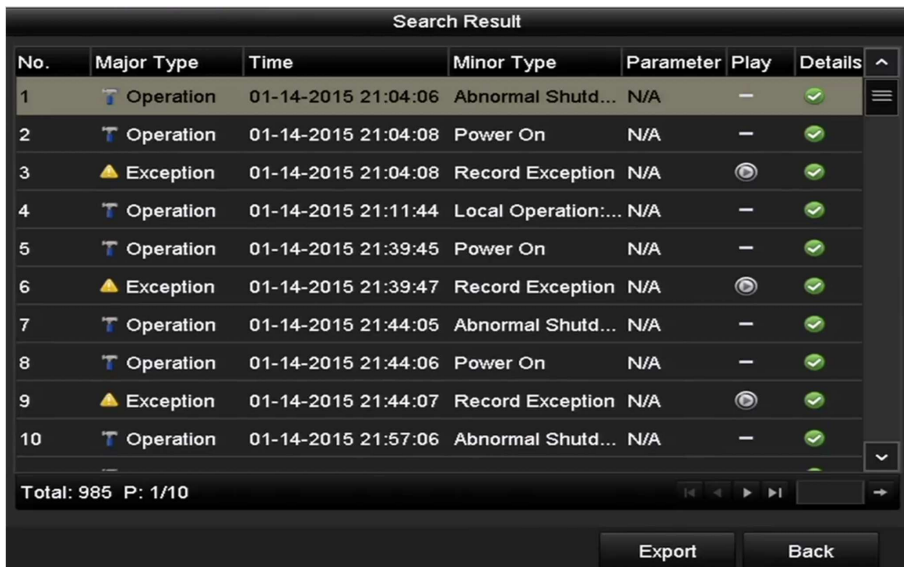 Search Result
No. Major Type Time Minor Type Parameter Play Details
1 Operation 01-14-2015 21:04:06 Abnormal Shutd... N/A –
2 Operation 01-14-2015 21:04:08 Power On N/A –
3 Exception 01-14-2015 21:04:08 Record Exception N/A
4 Operation 01-14-2015 21:11:44 Local Operation:... N/A –
5 Operation 01-14-2015 21:39:45 Power On N/A –
6 Exception 01-14-2015 21:39:47 Record Exception N/A
7 Operation 01-14-2015 21:44:05 Abnormal Shutd... N/A –
8 Operation 01-14-2015 21:44:06 Power On N/A –
9 Exception 01-14-2015 21:44:07 Record Exception N/A
10 Operation 01-14-2015 21:57:06 Abnormal Shutd... N/A –
Total: 985 P: 1/10
Export Back